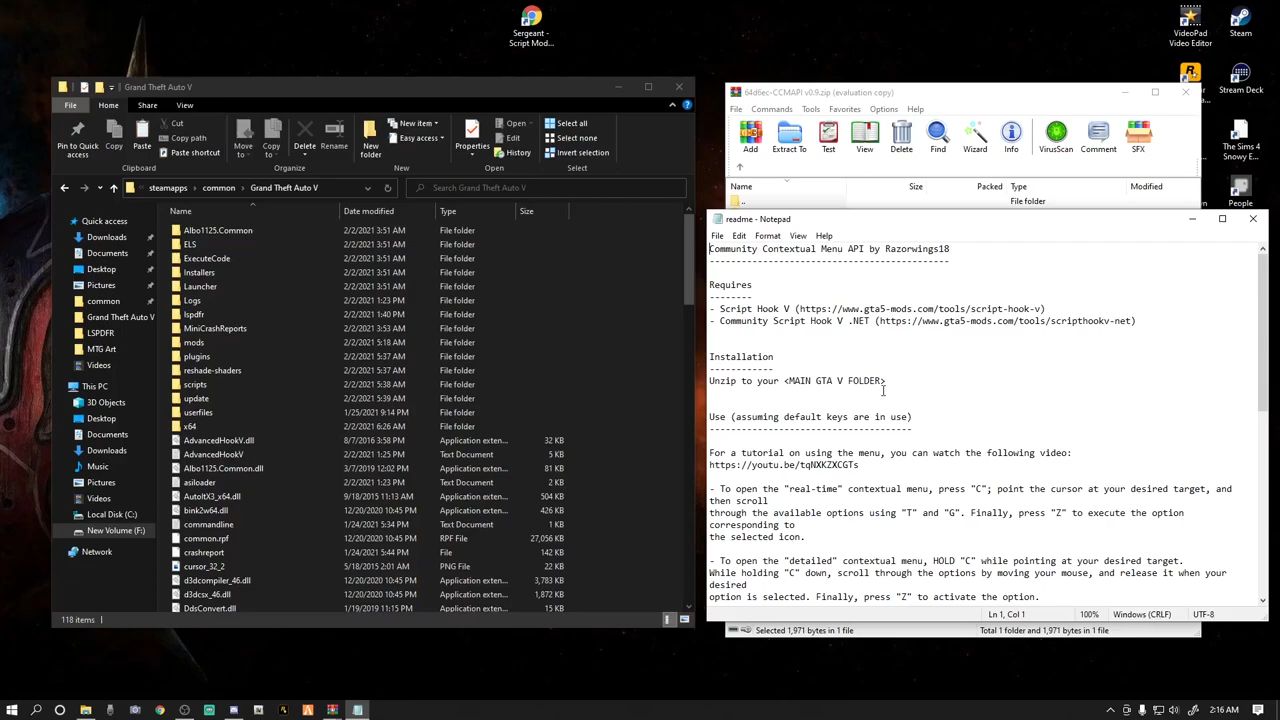 Sergeant -
Script Mod...
VideoPad
Video Editor
Steam
Stream Deck
The Sims 4
Snowy E...
People
Grand Theft Auto V
File Home Share View
Pin to Quick
access
Copy
Paste
Cut
Copy path
Paste shortcut
Clipboard
Move
to
Copy
to
Delete
Rename
Organize
New
folder
New item
Easy access
New
Properties
Open
Edit
History
Open
Select all
Select none
Invert selection
Select
steamapps > common > Grand Theft Auto V
Search Grand Theft Auto V
Quick access
Downloads
Documents
Desktop
Pictures
common
Grand Theft Auto V
LSPDFR
MTG Art
Videos
This PC
3D Objects
Desktop
Documents
Downloads
Music
Pictures
Videos
Local Disk (C:)
New Volume (F:)
Network
Name Date modified Type Size
Albo1125.Common 2/2/2021 3:51 AM File folder
ELS 2/2/2021 3:51 AM File folder
ExecuteCode 2/2/2021 3:51 AM File folder
Installers 2/2/2021 3:51 AM File folder
Launcher 2/2/2021 3:51 AM File folder
Logs 2/2/2021 1:23 PM File folder
lspdfr 2/2/2021 1:40 PM File folder
MiniCrashReports 2/2/2021 3:51 AM File folder
mods 2/2/2021 5:18 AM File folder
plugins 2/2/2021 5:37 AM File folder
reshade-shaders 2/2/2021 5:37 AM File folder
scripts 2/2/2021 5:37 AM File folder
update 2/2/2021 5:39 AM File folder
userfiles 1/25/2021 9:14 PM File folder
x64 2/2/2021 6:26 AM File folder
AdvancedHookV.dll 8/7/2016 3:58 PM Application exten... 32 KB
AdvancedHookV 2/2/2021 1:25 PM Text Document 5 KB
Albo1125.Common.dll 3/7/2019 12:02 PM Application exten... 81 KB
asiloader 2/2/2021 1:23 PM Text Document 2 KB
AutoItX3_x64.dll 9/18/2015 11:13 AM Application exten... 504 KB
bink2w64.dll 12/20/2020 10:45 PM Application exten... 426 KB
commandline 1/24/2021 5:34 PM Text Document 1 KB
common.rpf 12/20/2020 10:45 PM RPF File 27,056 KB
crashreport 1/24/2021 5:44 PM File 142 KB
cursor_32_2 5/18/2015 2:01 AM PNG File 22 KB
d3dcompiler_46.dll 12/20/2020 10:45 PM Application exten... 3,783 KB
d3dcsx_46.dll 12/20/2020 10:45 PM Application exten... 1,872 KB
DdsConvert.dll 1/19/2019 12:15 PM Application exten... 15 KB
118 items
64d6ec-CCMAPI v0.9.zip (evaluation copy)
File Commands Tools Favorites Options Help
Add Extract To Test View Delete Find Wizard Info VirusScan Comment SFX
Name Size Packed Type Modified
.. File folder
readme - Notepad
File Edit Format View Help
Community Contextual Menu API by Razorwings18
---------------------------------------------
Requires
--------
- Script Hook V (https://www.gta5-mods.com/tools/script-hook-v)
- Community Script Hook V .NET (https://www.gta5-mods.com/tools/scripthookv-net)
Installation
------------
Unzip to your <MAIN GTA V FOLDER>
Use (assuming default keys are in use)
--------------------------------------
For a tutorial on using the menu, you can watch the following video:
https://youtu.be/tqNXKZXCGTs
- To open the "real-time" contextual menu, press "C"; point the cursor at your desired target, and
then scroll
through the available options using "T" and "G". Finally, press "Z" to execute the option
corresponding to
the selected icon.
- To open the "detailed" contextual menu, HOLD "C" while pointing at your desired target.
While holding "C" down, scroll through the options by moving your mouse, and release it when your
desired
option is selected. Finally, press "Z" to activate the option.
Ln 1, Col 1 100% Windows (CRLF) UTF-8
Selected 1,971 bytes in 1 file Total 1 folder and 1,971 bytes in 1 file
2:16 AM